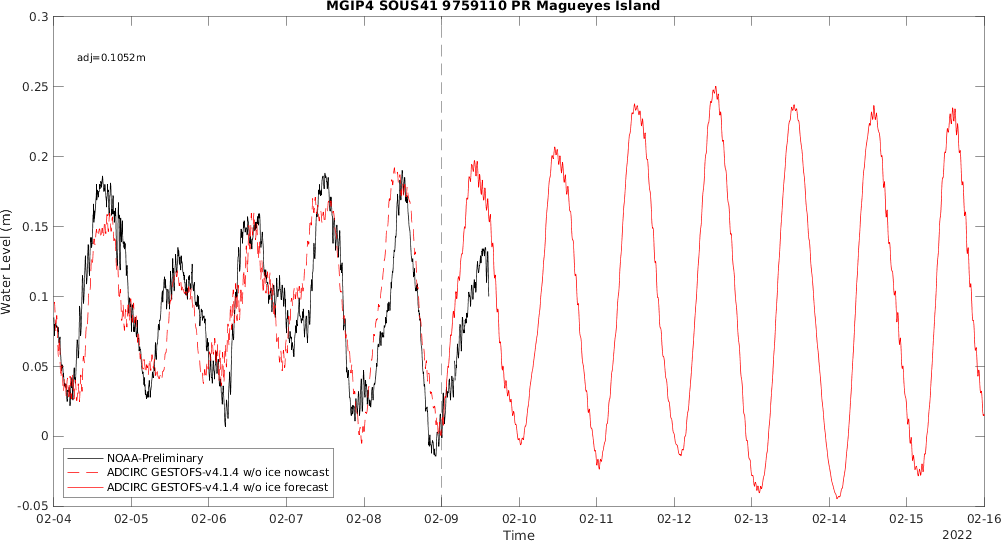 MGIP4 SOUS41 9759110 PR Magueyes Island
adj=0.1052m
0.3
0.25
0.2
0.15
0.1
0.05
0
-0.05
Water Level (m)
NOAA-Preliminary
ADCIRC GESTOFS-v4.1.4 w/o ice nowcast
ADCIRC GESTOFS-v4.1.4 w/o ice forecast
02-04 02-05 02-06 02-07 02-08 02-09 02-10 02-11 02-12 02-13 02-14 02-15 02-16
Time
2022